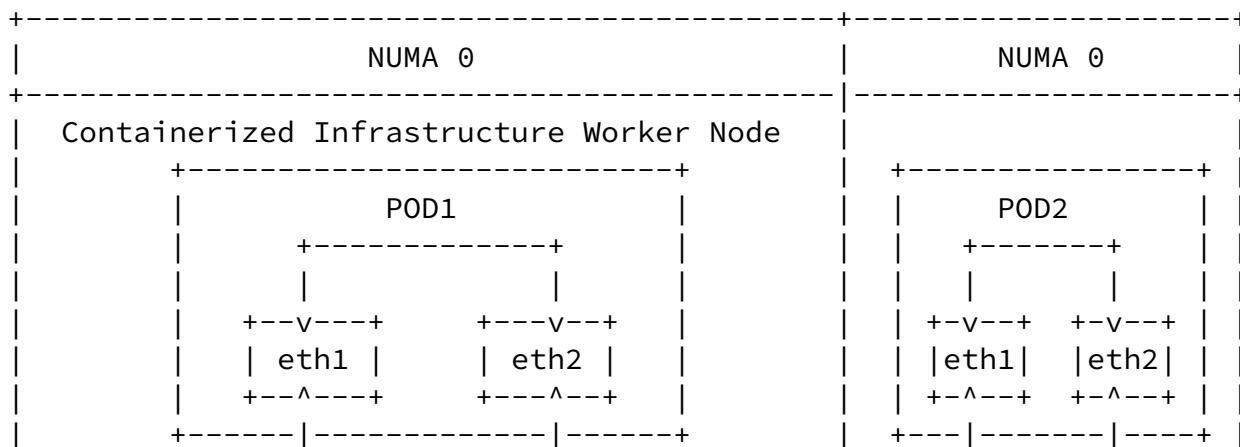 NUMA 0 NUMA 0
Containerized Infrastructure Worker Node
POD1 POD2
eth1 eth2 eth1 eth2